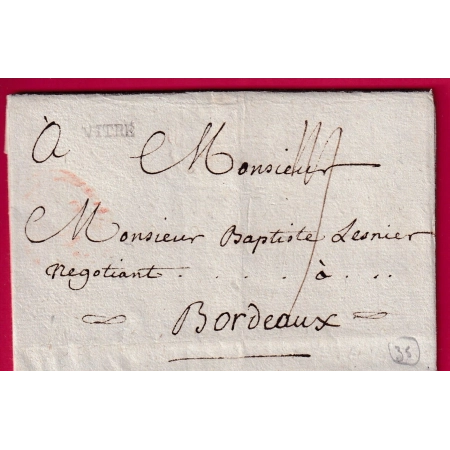 À VITRÉ Monsieur
Monsieur Baptiste Lesnier
Negotiant . . . . . à . . .
Bordeaux
35